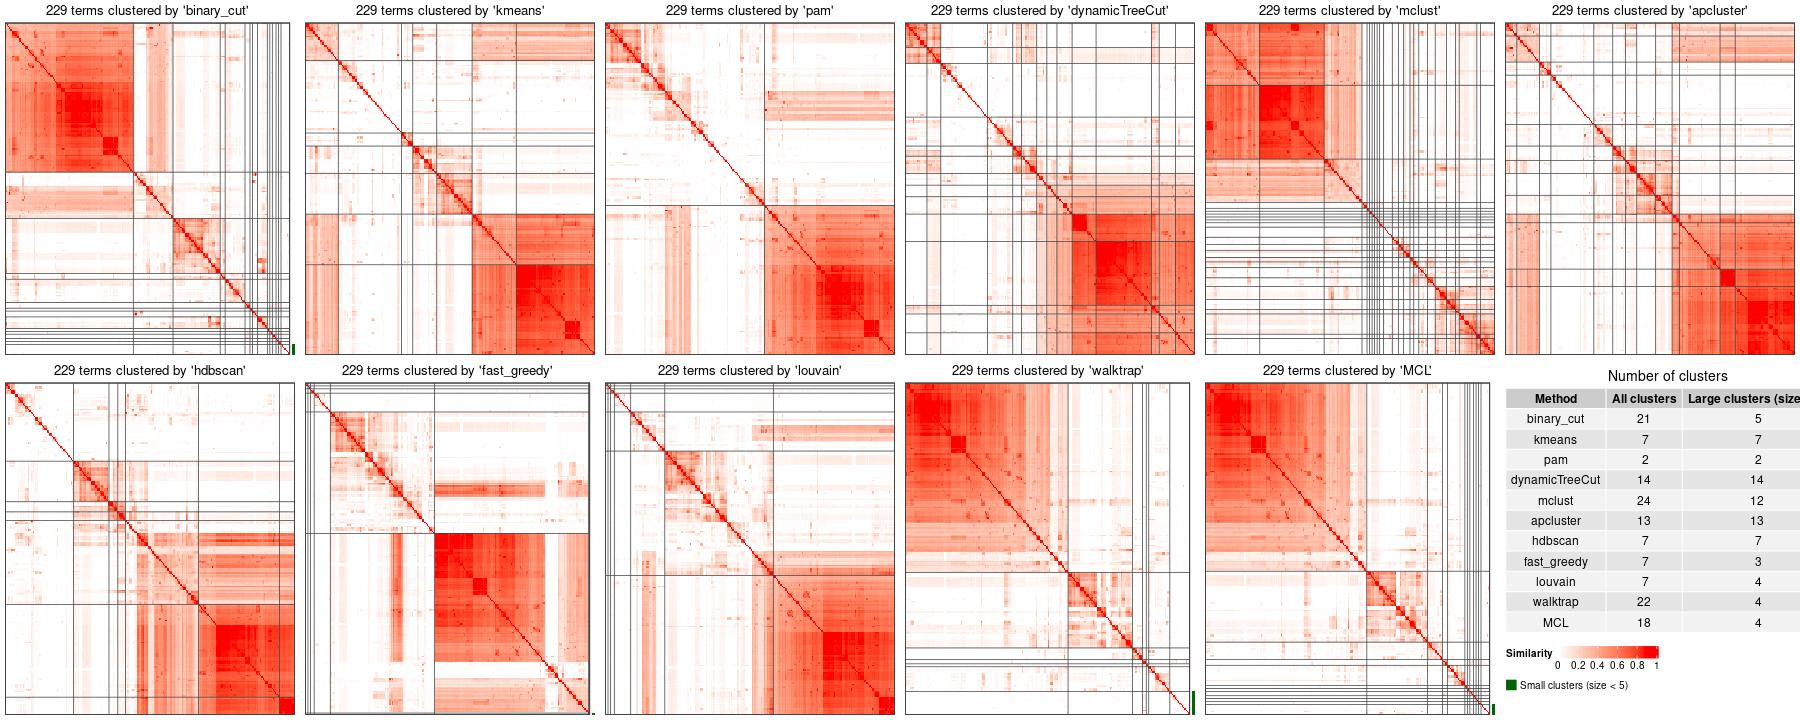 229 terms clustered by 'binary_cut'
229 terms clustered by 'kmeans'
229 terms clustered by 'pam'
229 terms clustered by 'dynamicTreeCut'
229 terms clustered by 'mclust'
229 terms clustered by 'apcluster'
229 terms clustered by 'hdbscan'
229 terms clustered by 'fast_greedy'
229 terms clustered by 'louvain'
229 terms clustered by 'walktrap'
229 terms clustered by 'MCL'
Number of clusters
Method All clusters Large clusters (size
binary_cut 21 5
kmeans 7 7
pam 2 2
dynamicTreeCut 14 14
mclust 24 12
apcluster 13 13
hdbscan 7 7
fast_greedy 7 3
louvain 7 4
walktrap 22 4
MCL 18 4
Similarity
0 0.2 0.4 0.6 0.8 1
Small clusters (size < 5)